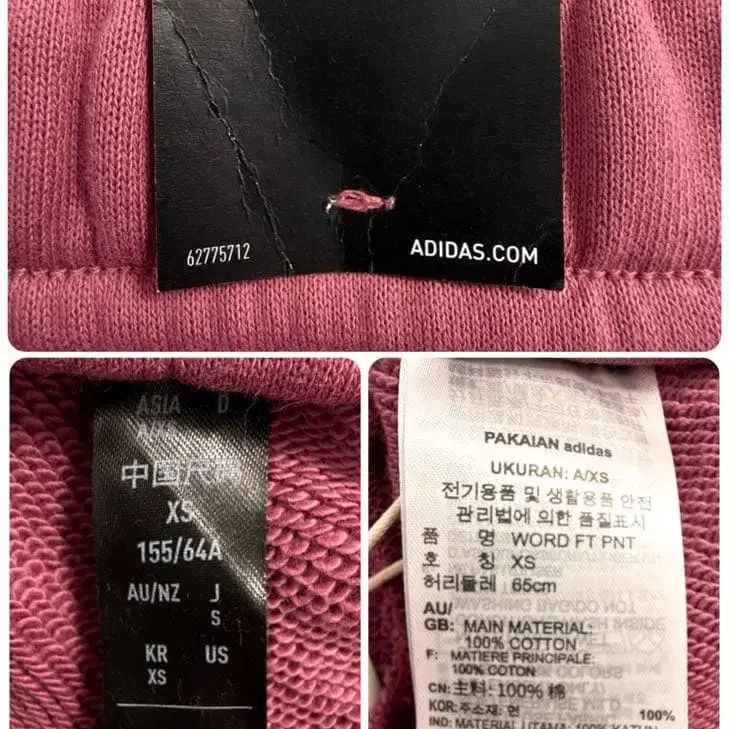 62775712
ADIDAS.COM
ASIA D
A/XS
中国尺码
XS
155/64A
AU/NZ J
S
KR US
XS
PAKAIAN adidas
UKURAN: A/XS
전기용품 및 생활용품 안전
관리법에 의한 품질표시
품 명 WORD FT PNT
호 칭 XS
허리둘레 65cm
AU/
GB: MAIN MATERIAL:
100% COTTON
F: MATIERE PRINCIPALE:
100% COTON
CN: 主料: 100% 棉
KOR: 주소재: 면 100%
IND: MATERIAL UTAMA: 100% KATUN